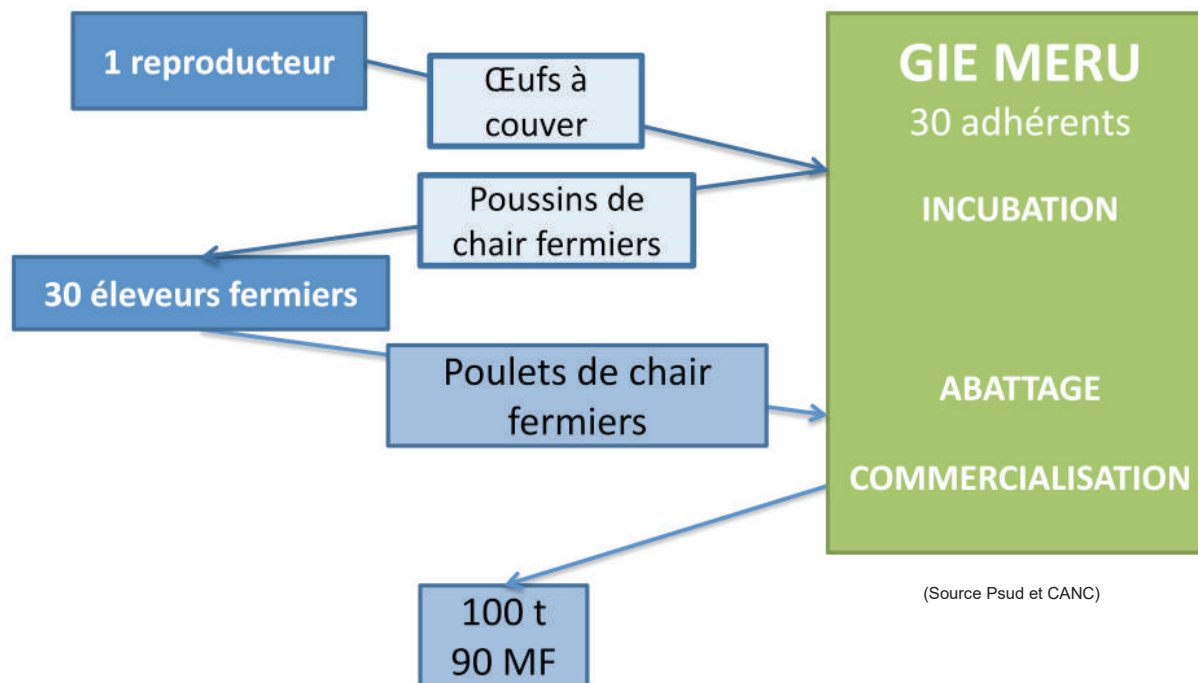 1 reproducteur
Œufs à
couver
Poussins de
chair fermiers
30 éleveurs fermiers
Poulets de chair
fermiers
100 t
90 MF
GIE MERU
30 adhérents
INCUBATION
ABATTAGE
COMMERCIALISATION
(Source Psud et CANC)